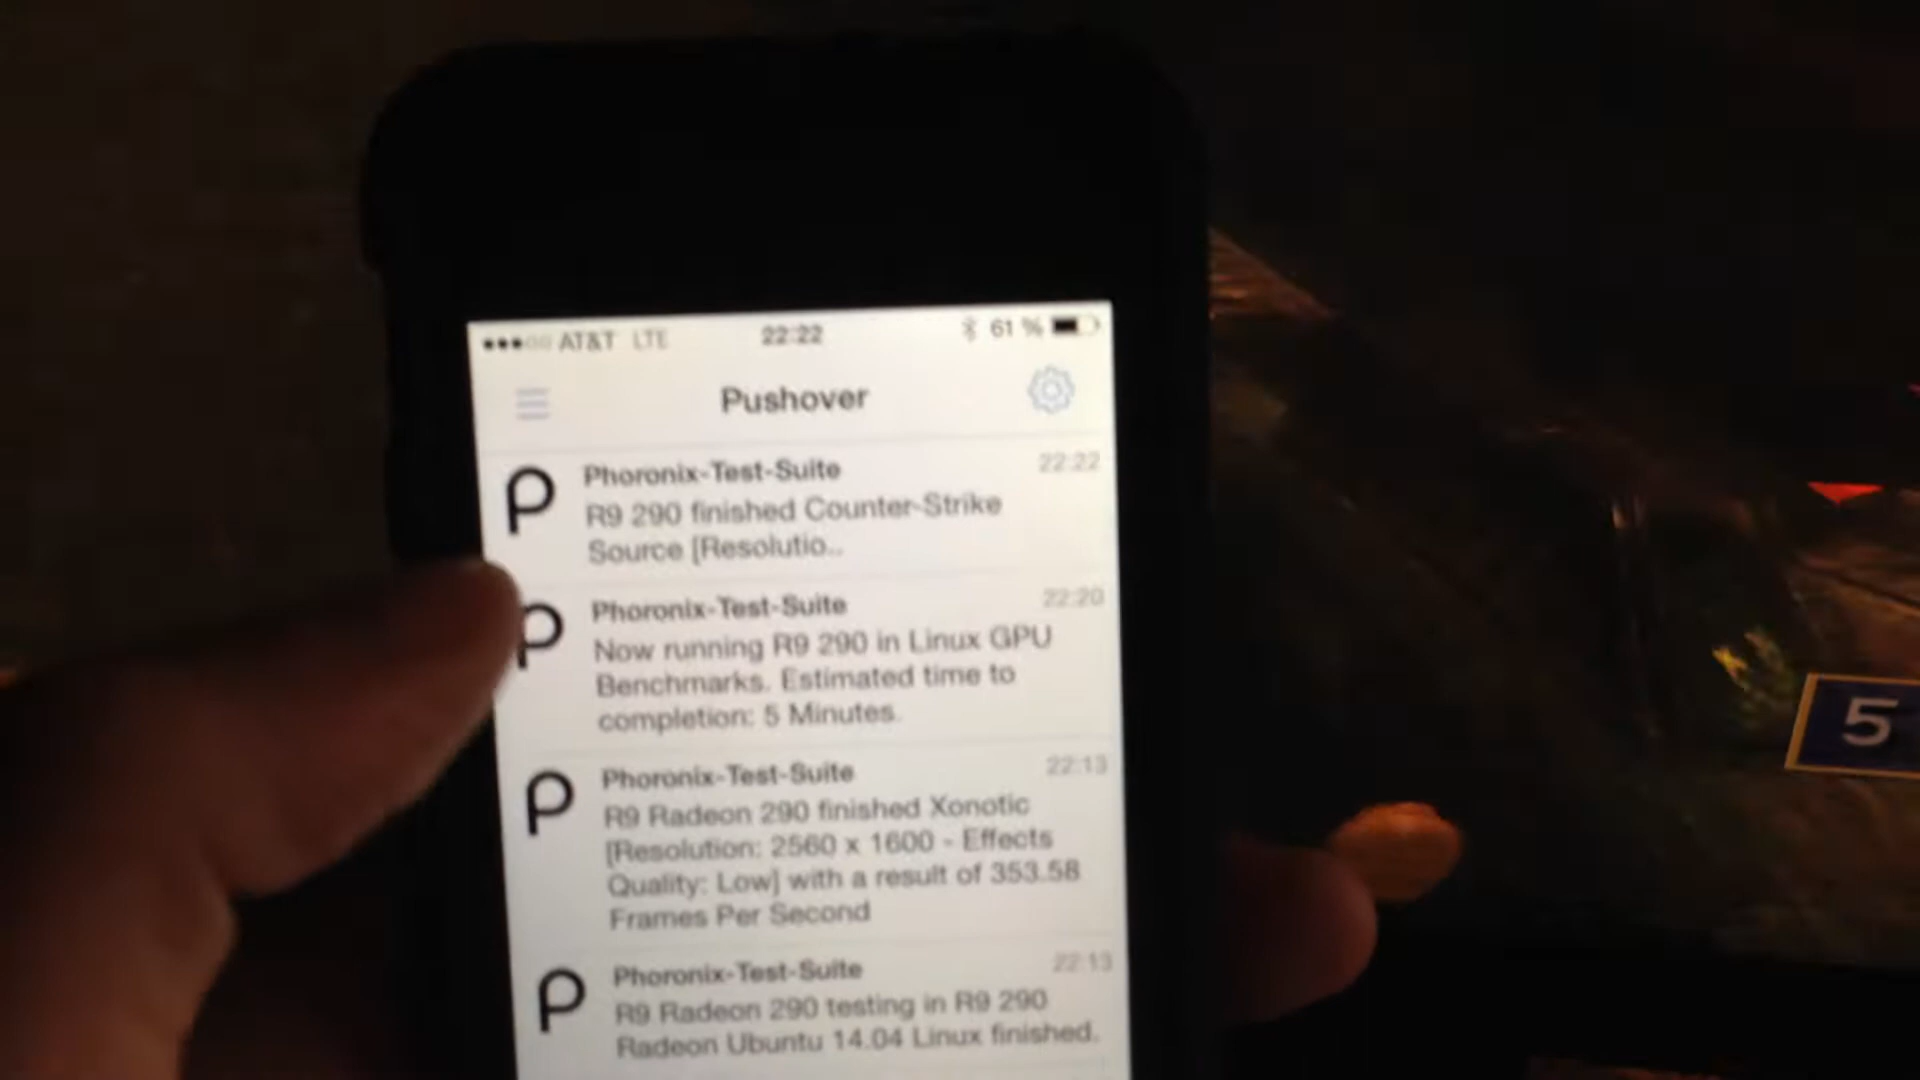 AT&T LTE 22:22 61 %
Pushover
Phoronix-Test-Suite 22:22
R9 290 finished Counter-Strike
Source [Resolutio..
Phoronix-Test-Suite 22:20
Now running R9 290 in Linux GPU
Benchmarks. Estimated time to
completion: 5 Minutes.
Phoronix-Test-Suite 22:13
R9 Radeon 290 finished Xonotic
[Resolution: 2560 x 1600 - Effects
Quality: Low] with a result of 353.58
Frames Per Second
Phoronix-Test-Suite 22:13
R9 Radeon 290 testing in R9 290
Radeon Ubuntu 14.04 Linux finished.
5